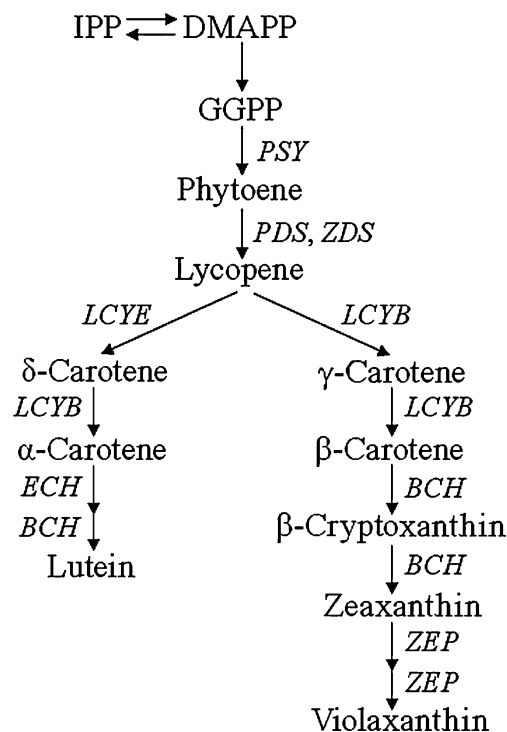 IPP DMAPP
GGPP
PSY
Phytoene
PDS, ZDS
Lycopene
LCYE LCYB
δ-Carotene γ-Carotene
LCYB LCYB
α-Carotene β-Carotene
ECH BCH
BCH β-Cryptoxanthin
Lutein BCH
Zeaxanthin
ZEP
ZEP
Violaxanthin